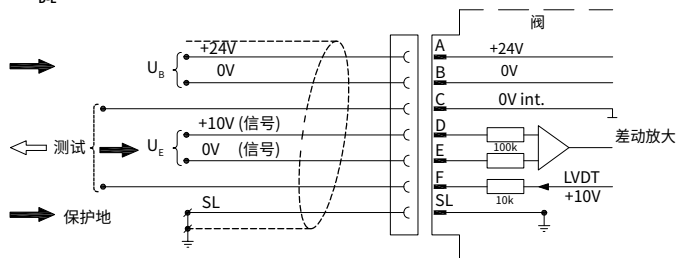 阀
A
+24V
+24V
U_B
0V
B
0V
C
0V int.
+10V (信号)
D
测试
U_E
100k
差动放大
0V (信号)
E
F
LVDT
10k
+10V
保护地
SL
SL